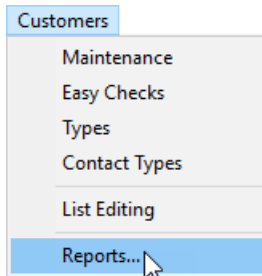 Customers
Maintenance
Easy Checks
Types
Contact Types
List Editing
Reports...